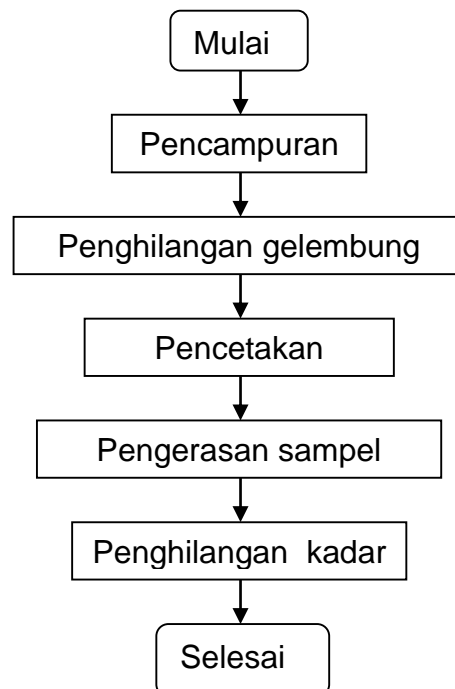 Mulai
Pencampuran
Penghilangan gelembung
Pencetakan
Pengerasan sampel
Penghilangan kadar
Selesai